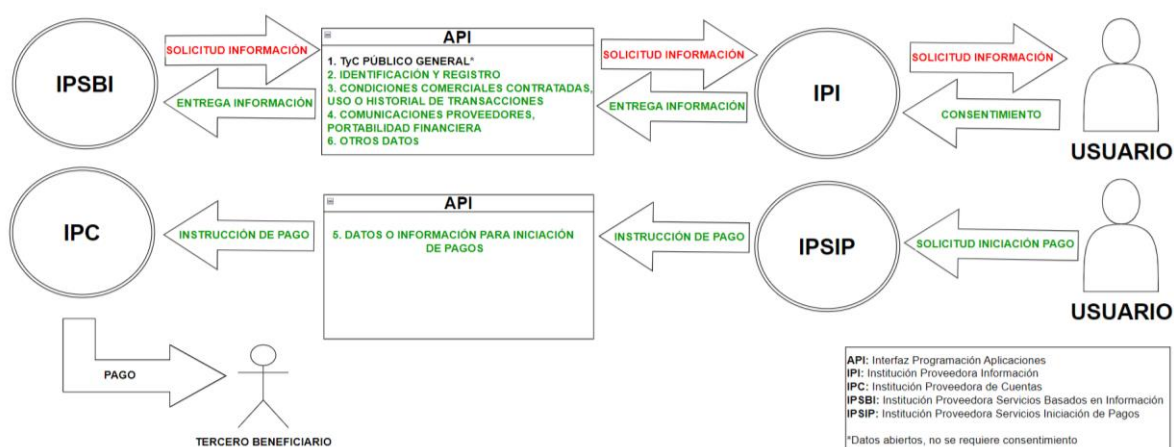 IPSBI
SOLICITUD INFORMACIÓN
ENTREGA INFORMACIÓN
API
1. TyC PÚBLICO GENERAL*
2. IDENTIFICACIÓN Y REGISTRO
3. CONDICIONES COMERCIALES CONTRATADAS,
USO O HISTORIAL DE TRANSACCIONES
4. COMUNICACIONES PROVEEDORES,
PORTABILIDAD FINANCIERA
6. OTROS DATOS
SOLICITUD INFORMACIÓN
ENTREGA INFORMACIÓN
IPI
SOLICITUD INFORMACIÓN
CONSENTIMIENTO
USUARIO
IPC
INSTRUCCIÓN DE PAGO
API
5. DATOS O INFORMACIÓN PARA INICIACIÓN
DE PAGOS
INSTRUCCIÓN DE PAGO
IPSIP
SOLICITUD INICIACIÓN PAGO
USUARIO
PAGO
TERCERO BENEFICIARIO
API: Interfaz Programación Aplicaciones
IPI: Institución Proveedora Información
IPC: Institución Proveedora de Cuentas
IPSBI: Institución Proveedora Servicios Basados en Información
IPSIP: Institución Proveedora Servicios Iniciación de Pagos
*Datos abiertos, no se requiere consentimiento